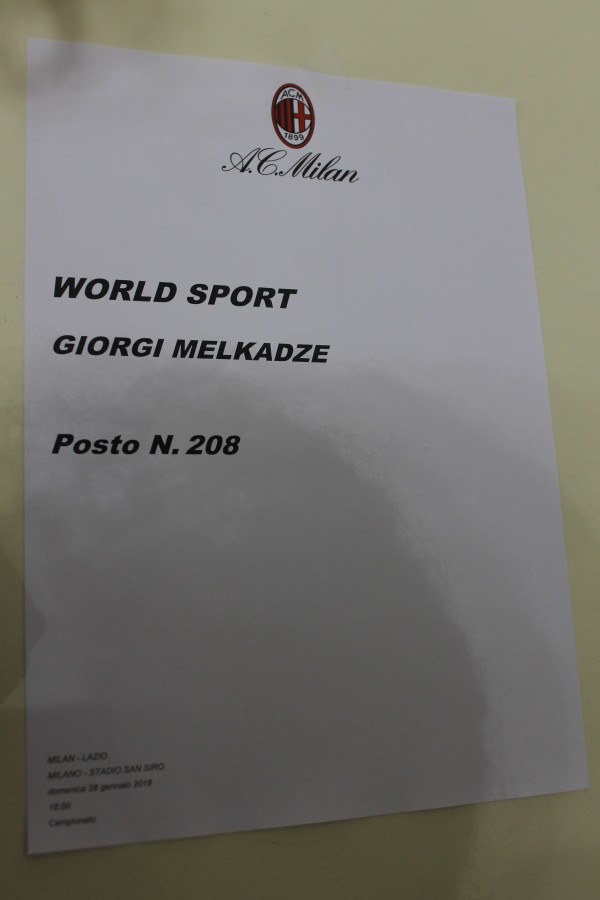 ACM
1899
A.C.Milan
WORLD SPORT
GIORGI MELKADZE
Posto N. 208
MILAN - LAZIO
MILANO - STADIO SAN SIRO
domenica 28 gennaio 2018
18:00
Campionato